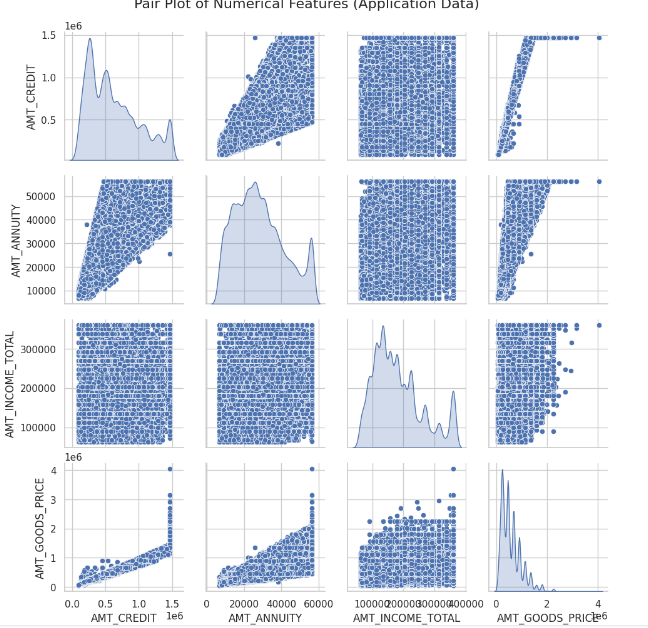 Pair Plot of Numerical Features (Application Data)
1e6
1.5
1.0
0.5
AMT_CREDIT
50000
40000
30000
20000
10000
AMT_ANNUITY
300000
200000
100000
AMT_INCOME_TOTAL
1e6
4
3
2
1
0
AMT_GOODS_PRICE
0.0 0.5 1.0 1.5 0 20000 40000 60000 100000 200000 300000 400000 0 2 4
AMT_CREDIT 1e6 AMT_ANNUITY AMT_INCOME_TOTAL AMT_GOODS_PRICE 1e6